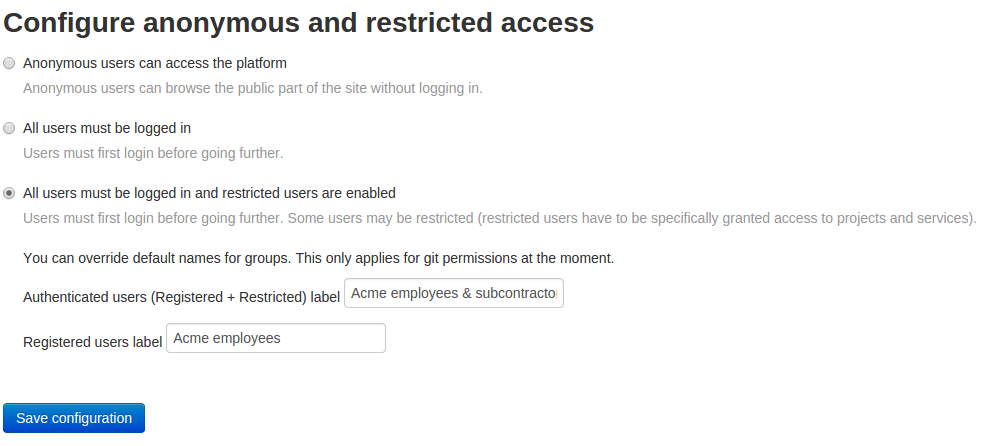 Configure anonymous and restricted access
Anonymous users can access the platform
Anonymous users can browse the public part of the site without logging in.
All users must be logged in
Users must first login before going further.
All users must be logged in and restricted users are enabled
Users must first login before going further. Some users may be restricted (restricted users have to be specifically granted access to projects and services).
You can override default names for groups. This only applies for git permissions at the moment.
Authenticated users (Registered + Restricted) label Acme employees & subcontracto
Registered users label Acme employees
Save configuration